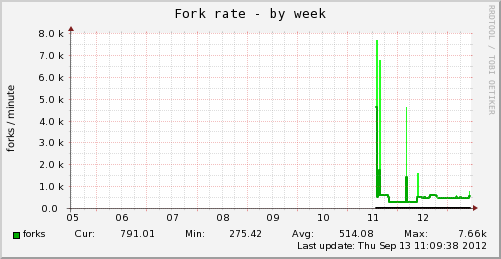 Fork rate - by week
RRDTOOL / TOBI OETIKER
forks / minute
8.0 k
7.0 k
6.0 k
5.0 k
4.0 k
3.0 k
2.0 k
1.0 k
0.0
05 06 07 08 09 10 11 12
forks Cur: 791.01 Min: 275.42 Avg: 514.08 Max: 7.66k
Last update: Thu Sep 13 11:09:38 2012